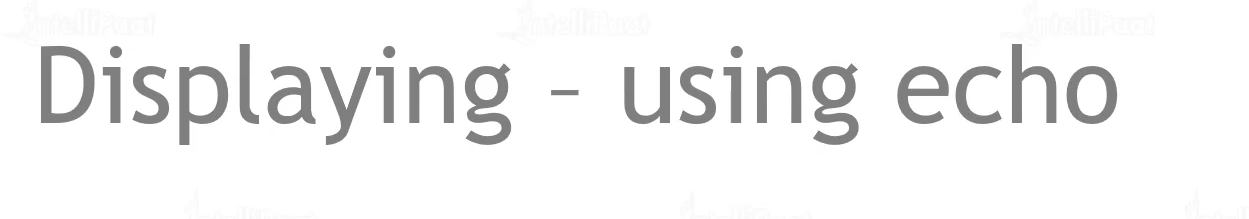 Displaying – using echo